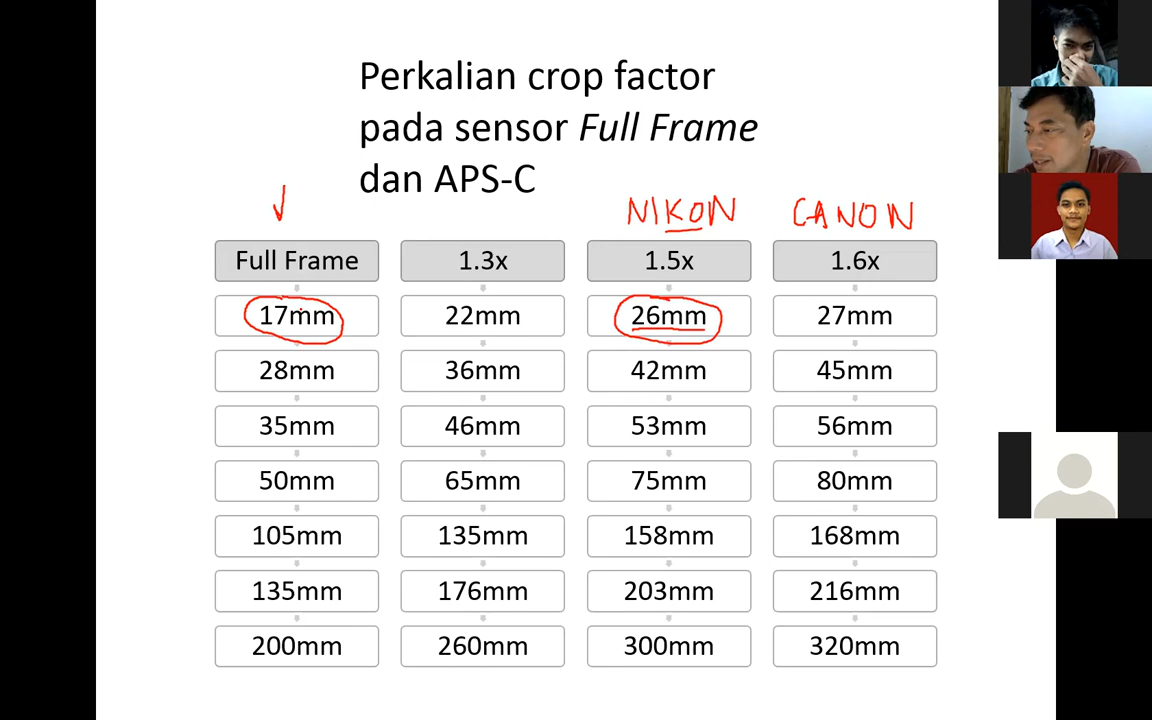 Perkalian crop factor
pada sensor Full Frame
dan APS-C
NIKON CANON
Full Frame 1.3x 1.5x 1.6x
17mm 22mm 26mm 27mm
28mm 36mm 42mm 45mm
35mm 46mm 53mm 56mm
50mm 65mm 75mm 80mm
105mm 135mm 158mm 168mm
135mm 176mm 203mm 216mm
200mm 260mm 300mm 320mm